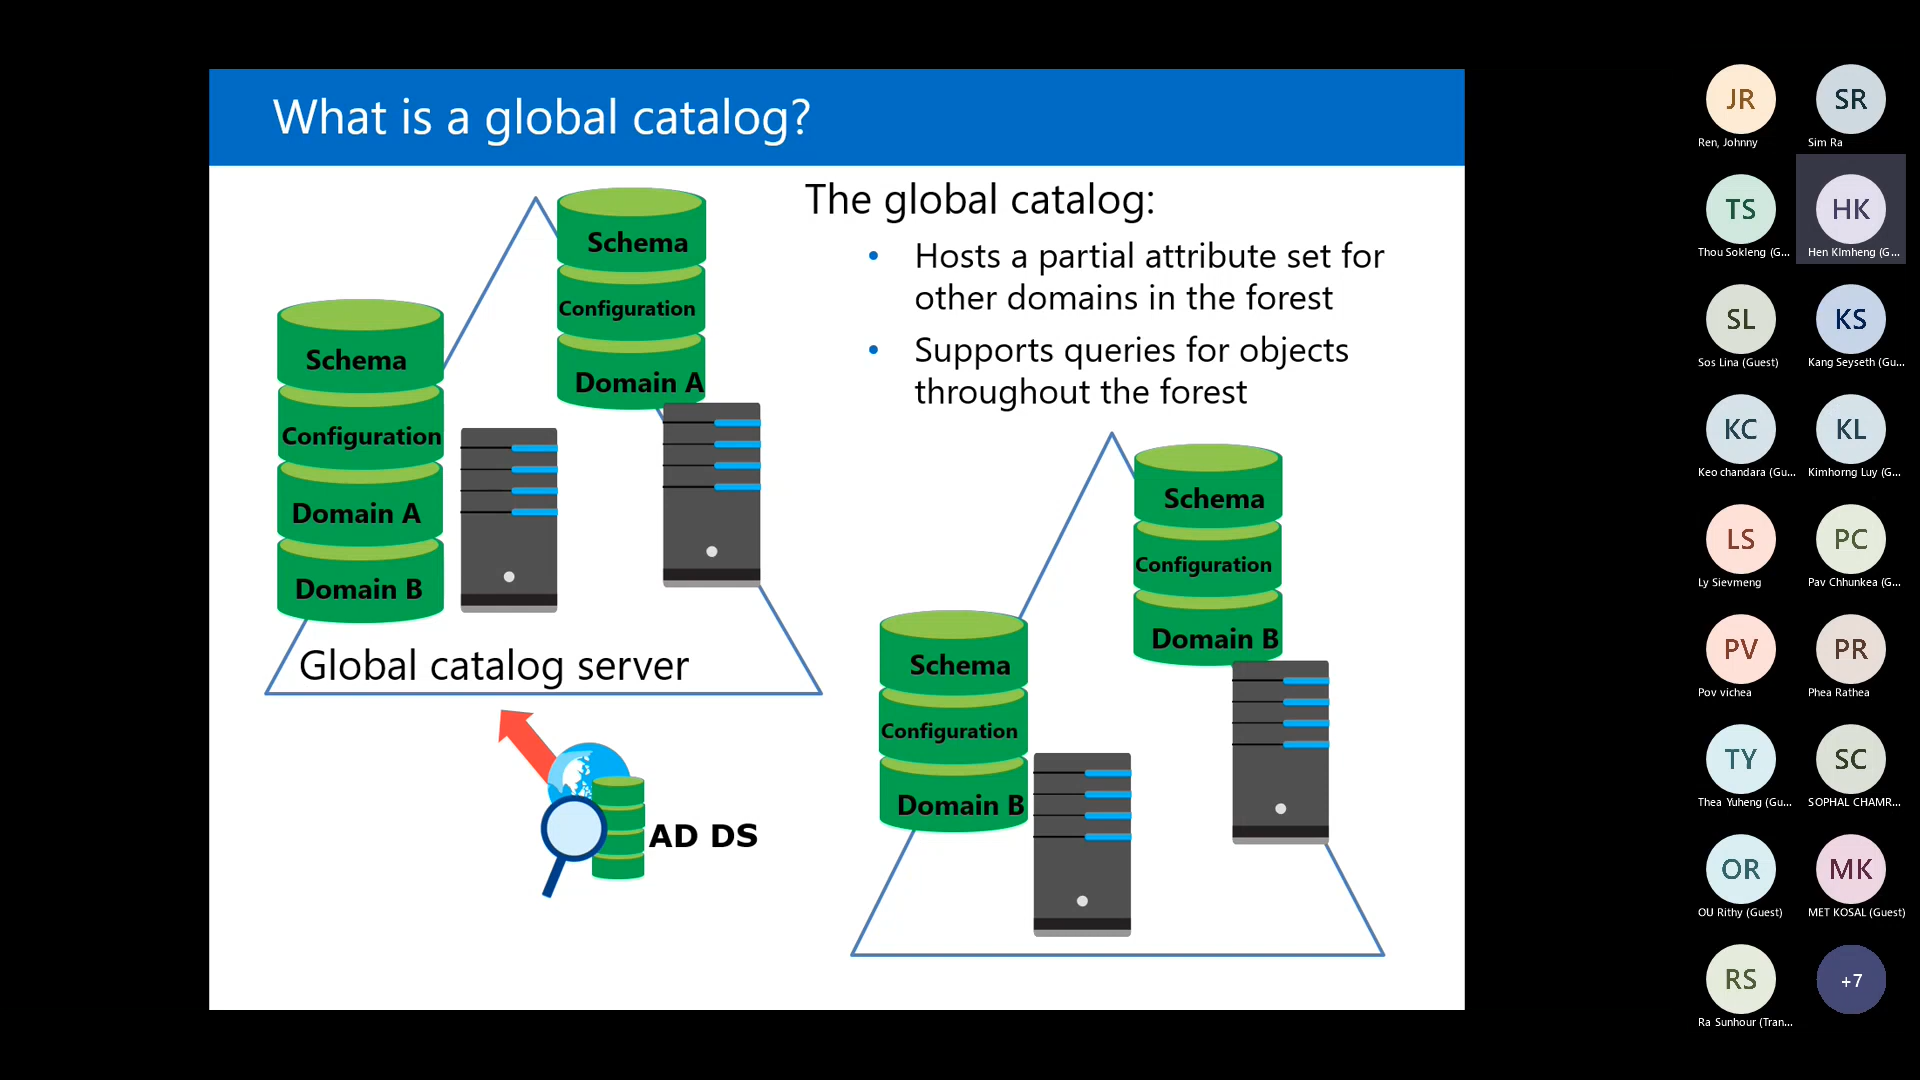 What is a global catalog?
The global catalog:
• Hosts a partial attribute set for
other domains in the forest
• Supports queries for objects
throughout the forest
Schema
Configuration
Domain A
Schema
Configuration
Domain A
Domain B
Global catalog server
AD DS
Schema
Configuration
Domain B
Schema
Configuration
Domain B
JR
Ren, Johnny
SR
Sim Ra
TS
Thou Sokleng (G...
HK
Hen KImheng (G...
SL
Sos Lina (Guest)
KS
Kang Seyseth (Gu...
KC
Keo chandara (Gu...
KL
Kimhorng Luy (G...
LS
Ly Sievmeng
PC
Pav Chhunkea (G...
PV
Pov vichea
PR
Phea Rathea
TY
Thea Yuheng (Gu...
SC
SOPHAL CHAMR...
OR
OU Rithy (Guest)
MK
MET KOSAL (Guest)
RS
Ra Sunhour (Tran...
+7